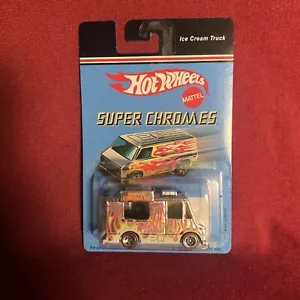 Ice Cream Truck
Hot Wheels
MATTEL
SUPER CHROMES